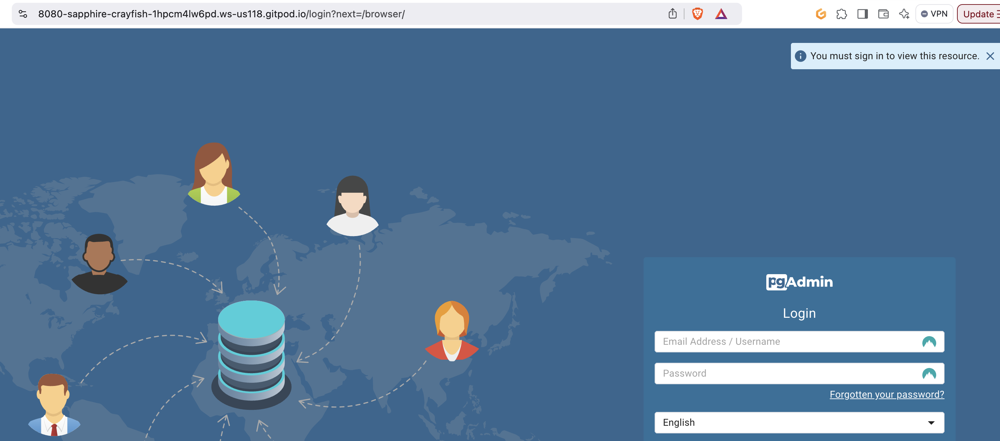 8080-sapphire-crayfish-1hpcm4lw6pd.ws-us118.gitpod.io/login?next=/browser/
VPN
Update
You must sign in to view this resource.
pgAdmin
Login
Email Address / Username
Password
Forgotten your password?
English